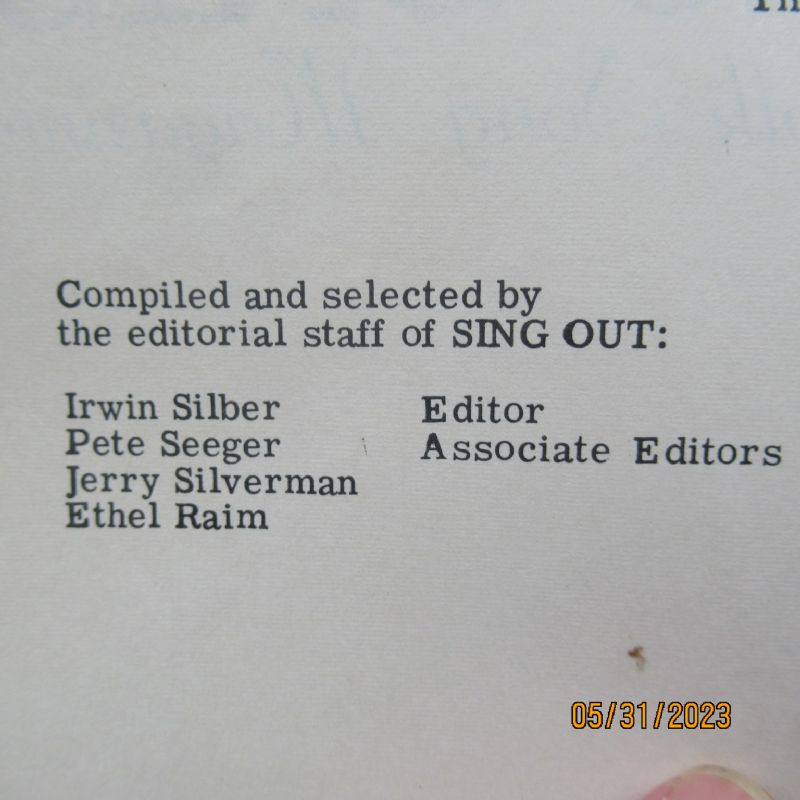 Th
Compiled and selected by
the editorial staff of SING OUT:
Irwin Silber Editor
Pete Seeger Associate Editors
Jerry Silverman
Ethel Raim
05/31/2023